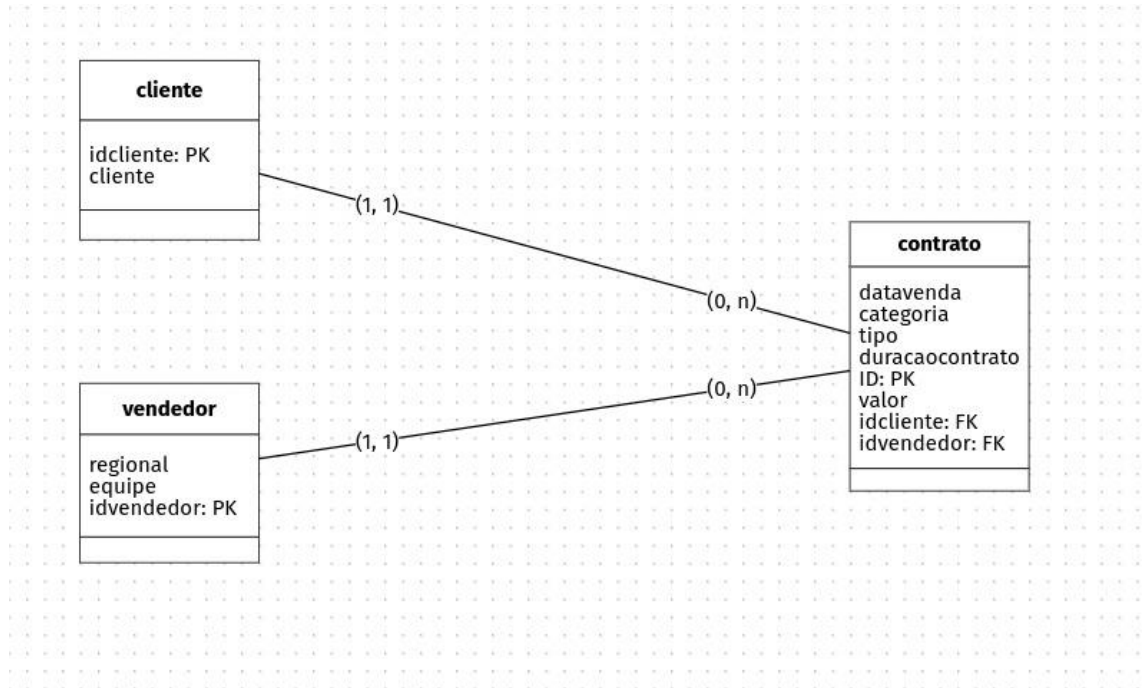 cliente
idcliente: PK
cliente
(1, 1)
(0, n)
contrato
datavenda
categoria
tipo
duracaocontrato
ID: PK
valor
idcliente: FK
idvendedor: FK
vendedor
regional
equipe
idvendedor: PK
(1, 1)
(0, n)